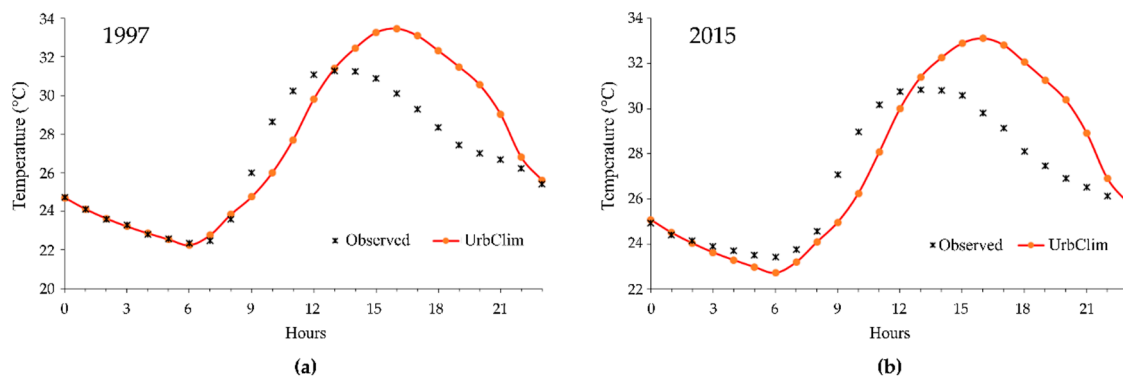 1997
Temperature (°C)
34
32
30
28
26
24
22
20
0 3 6 9 12 15 18 21
Hours
Observed UrbClim
(a)
2015
Temperature (°C)
34
32
30
28
26
24
22
0 3 6 9 12 15 18 21
Hours
Observed UrbClim
(b)